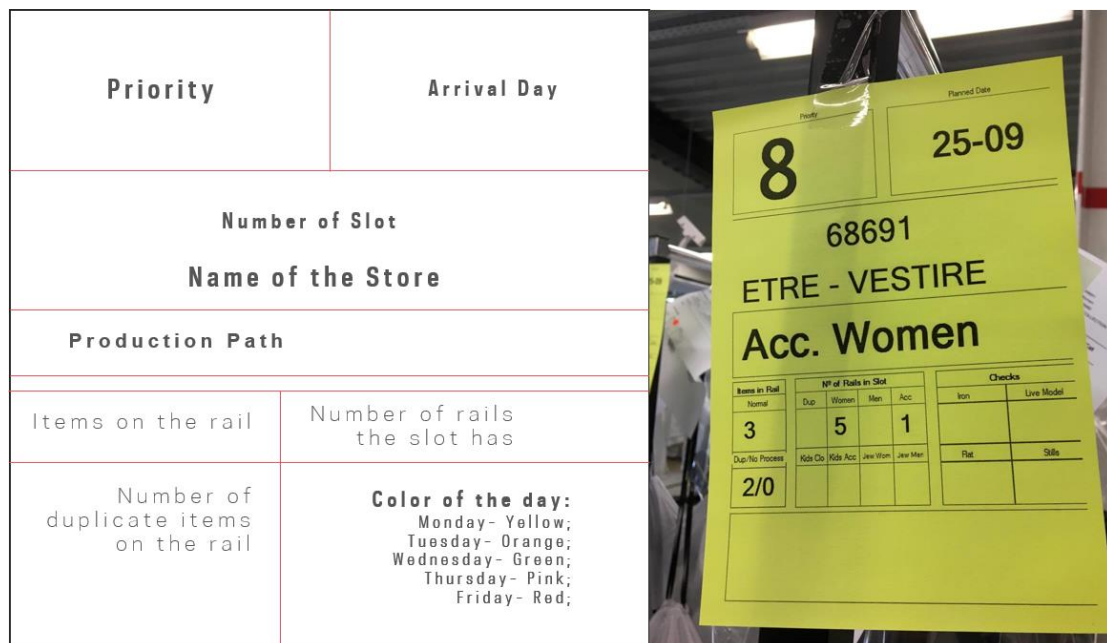 Priority
Arrival Day
Number of Slot
Name of the Store
Production Path
Items on the rail
Number of rails
the slot has
Number of
duplicate items
on the rail
Color of the day:
Monday- Yellow;
Tuesday- Orange;
Wednesday- Green;
Thursday- Pink;
Friday- Red;
Priority
Planned Date
8
25-09
68691
ETRE - VESTIRE
Acc. Women
Items in Rail
Nº of Rails in Slot
Checks
Normal
Dup
Women
Men
Acc
Iron
Live Model
3
5
1
Dup/No Process
Kids Clo
Kids Acc
Jew Wom
Jew Men
Flat
Stills
2/0